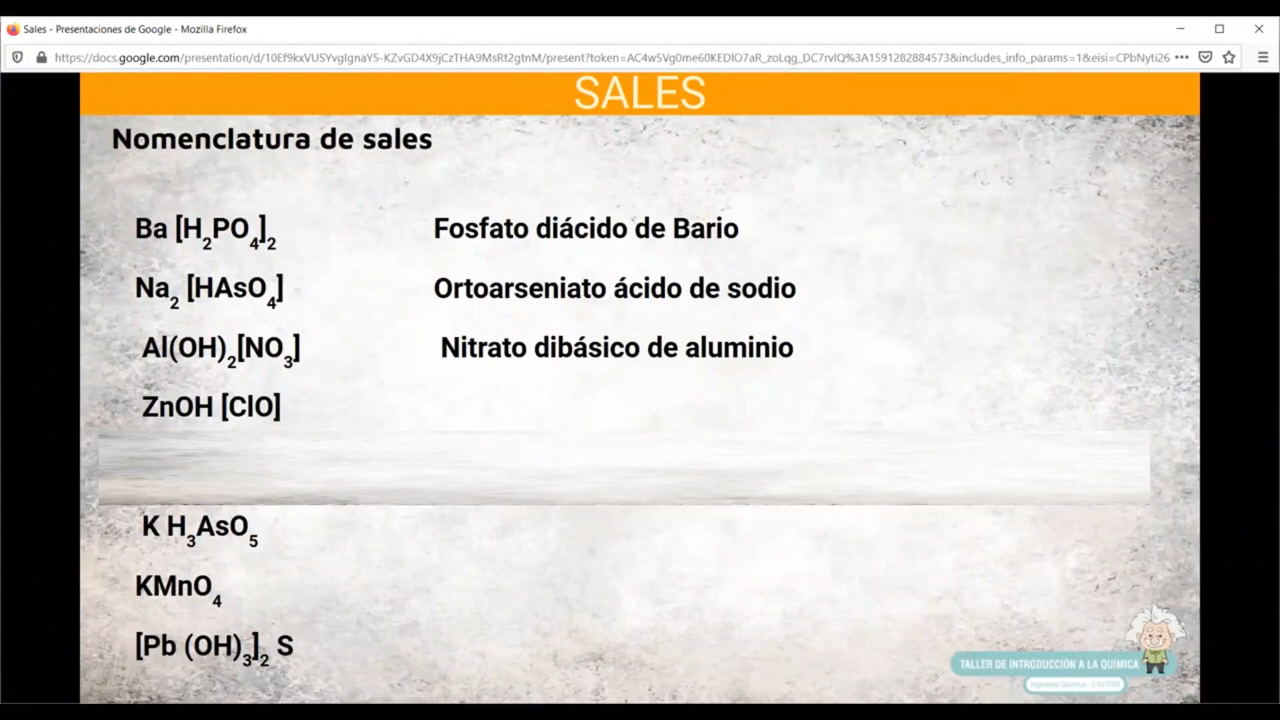 Sales - Presentaciones de Google - Mozilla Firefox
https://docs.google.com/presentation/d/10Ef9kxVUSYvgIgnaY5-KZvGD4X9jCzTHA9MsRt2gtnM/present?token=AC4w5Vg0me60KEDlO7aR_zoLqg_DC7rvlQ%3A1591282884573&includes_info_params=1&eisi=CPbNyti26
SALES
Nomenclatura de sales
Ba [H₂PO₄]₂ Fosfato diácido de Bario
Na₂ [HAsO₄] Ortoarseniato ácido de sodio
Al(OH)₂[NO₃] Nitrato dibásico de aluminio
ZnOH [ClO]
K H₃AsO₅
KMnO₄
[Pb (OH)₃]₂ S
TALLER DE INTRODUCCIÓN A LA QUÍMICA